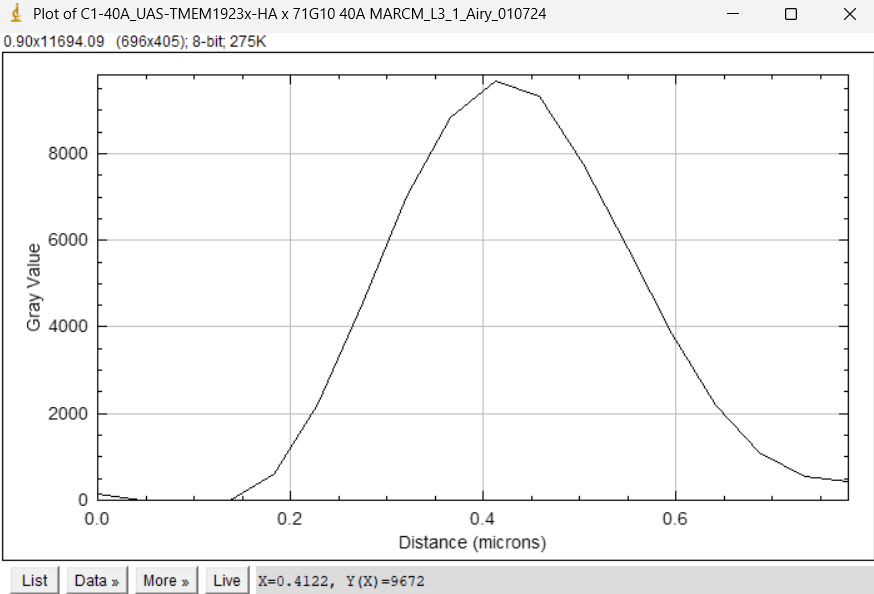 Plot of C1-40A_UAS-TMEM1923x-HA x 71G10 40A MARCM_L3_1_Airy_010724
0.90x11694.09 (696x405); 8-bit; 275K
8000
6000
4000
2000
0
Gray Value
0.0 0.2 0.4 0.6
Distance (microns)
List Data » More » Live X=0.4122, Y(X)=9672